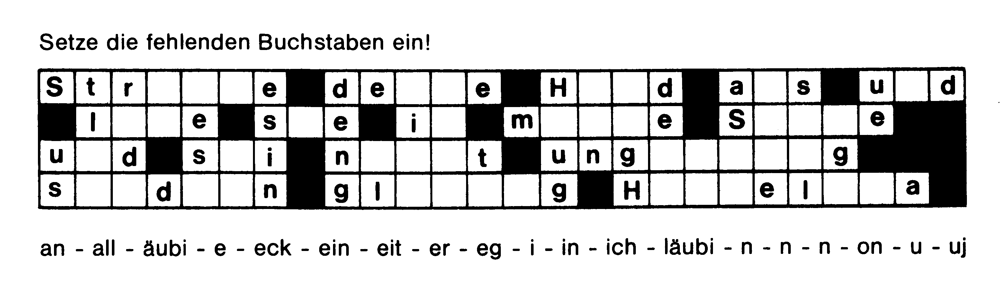 Setze die fehlenden Buchstaben ein!
S t r e d e e H d a s u d
l e s e i m e S e
u d s i n t u n g g
s d n g l g H e l a
an - all - äubi - e - eck - ein - eit - er - eg - i - in - ich - läubi - n - n - n - on - u - uj